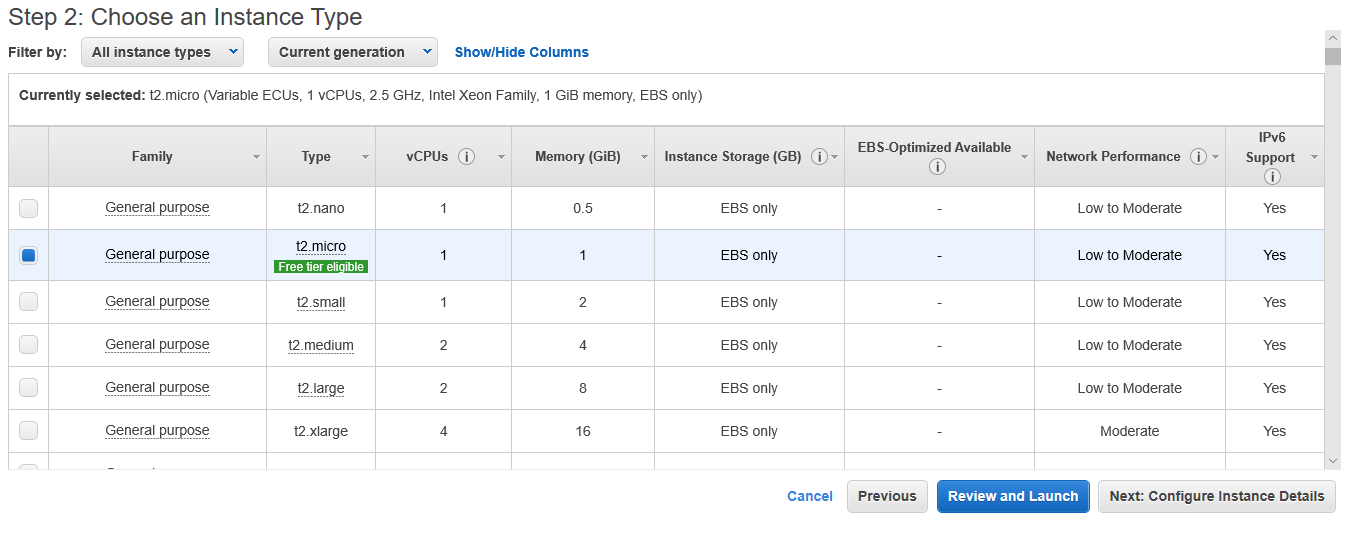 Step 2: Choose an Instance Type
Filter by: All instance types Current generation Show/Hide Columns
Currently selected: t2.micro (Variable ECUs, 1 vCPUs, 2.5 GHz, Intel Xeon Family, 1 GiB memory, EBS only)
Family Type vCPUs Memory (GiB) Instance Storage (GB) EBS-Optimized Available Network Performance IPv6 Support
General purpose t2.nano 1 0.5 EBS only - Low to Moderate Yes
General purpose t2.micro Free tier eligible 1 1 EBS only - Low to Moderate Yes
General purpose t2.small 1 2 EBS only - Low to Moderate Yes
General purpose t2.medium 2 4 EBS only - Low to Moderate Yes
General purpose t2.large 2 8 EBS only - Low to Moderate Yes
General purpose t2.xlarge 4 16 EBS only - Moderate Yes
Cancel Previous Review and Launch Next: Configure Instance Details